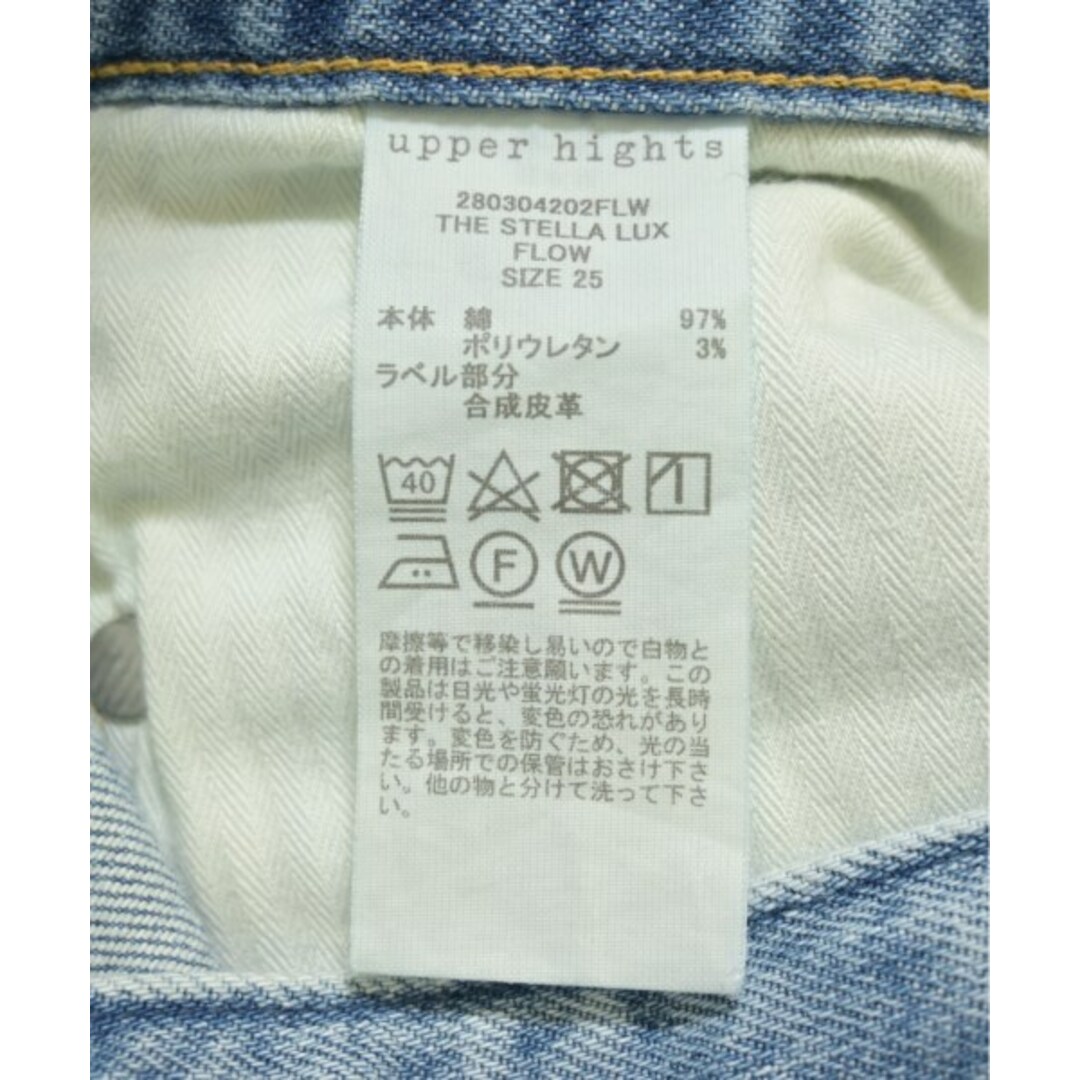 upper hights
280304202FLW
THE STELLA LUX
FLOW
SIZE 25
本体 綿 97%
ポリウレタン 3%
ラベル部分
合成皮革
40
F W
摩擦等で移染し易いので白物と
の着用はご注意願います。この
製品は日光や蛍光灯の光を長時
間受けると、変色の恐れがあり
ます。変色を防ぐため、光の当
たる場所での保管はおさけ下さ
い。他の物と分けて洗って下さ
い。